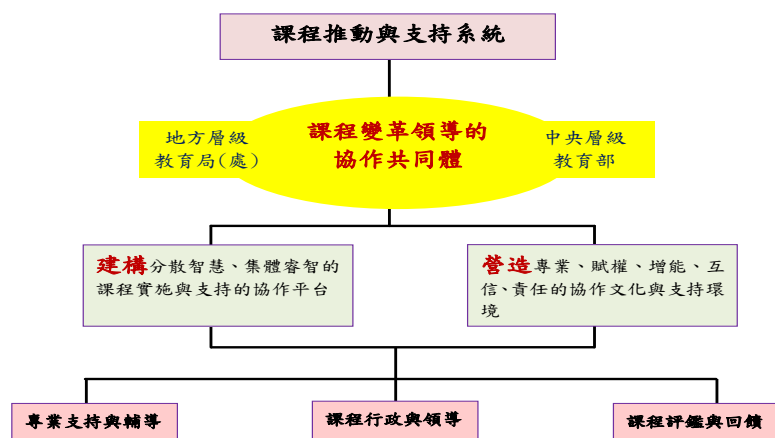 課程推動與支持系統
地方層級
教育局(處)
課程變革領導的
協作共同體
中央層級
教育部
建構分散智慧、集體睿智的
課程實施與支持的協作平台
營造專業、賦權、增能、互
信、責任的協作文化與支持環
境
專業支持與輔導
課程行政與領導
課程評鑑與回饋